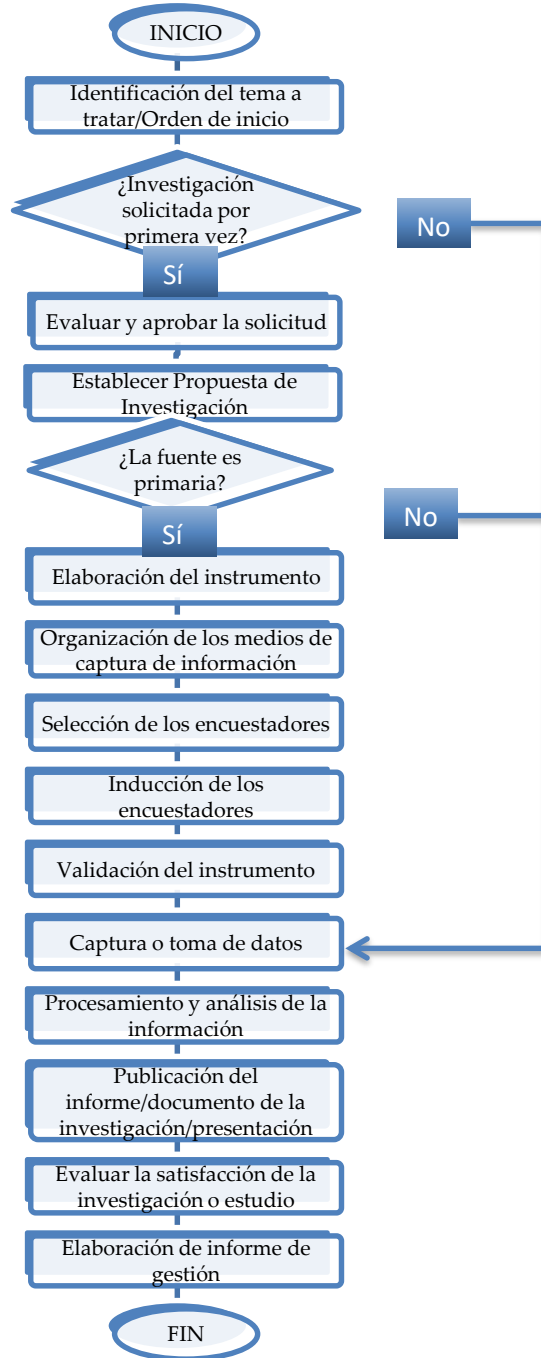 INICIO
Identificación del tema a
tratar/Orden de inicio
¿Investigación
solicitada por
primera vez?
No
Sí
Evaluar y aprobar la solicitud
Establecer Propuesta de
Investigación
¿La fuente es
primaria?
No
Sí
Elaboración del instrumento
Organización de los medios de
captura de información
Selección de los encuestadores
Inducción de los
encuestadores
Validación del instrumento
Captura o toma de datos
Procesamiento y análisis de la
información
Publicación del
informe/documento de la
investigación/presentación
Evaluar la satisfacción de la
investigación o estudio
Elaboración de informe de
gestión
FIN